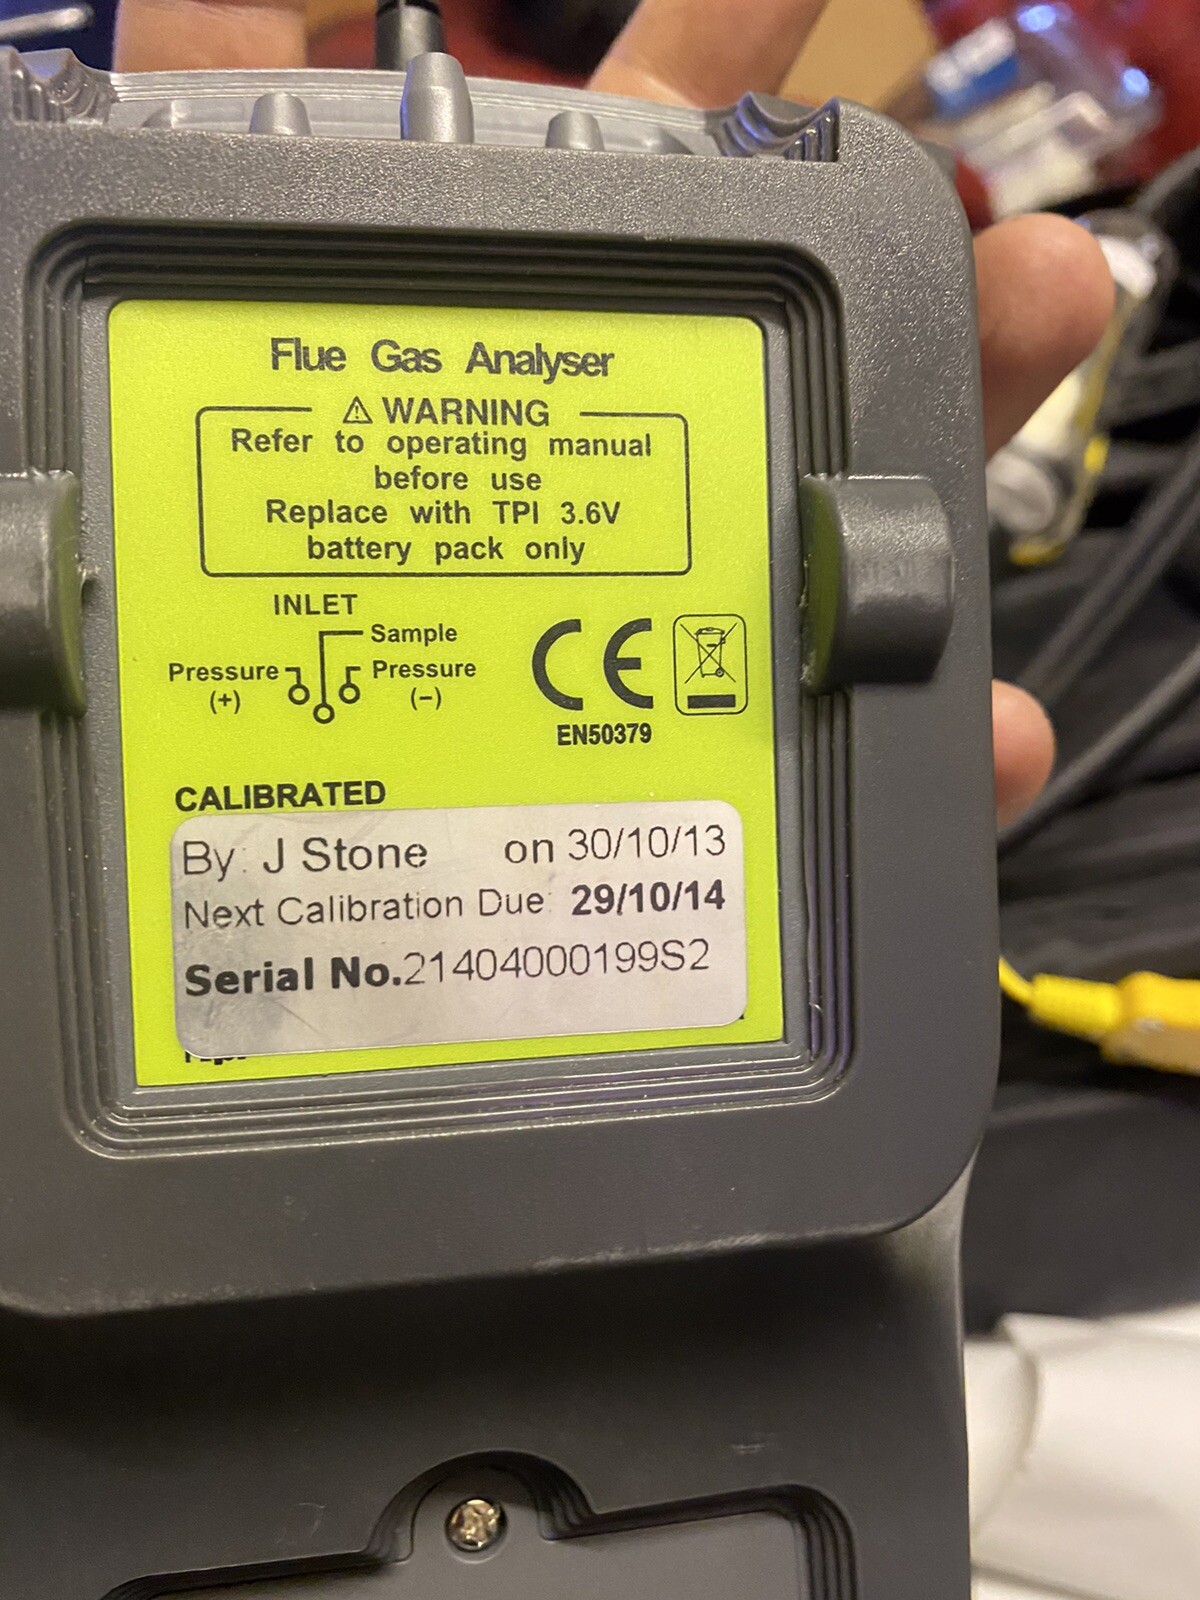 Flue Gas Analyser
⚠ WARNING
Refer to operating manual
before use
Replace with TPI 3.6V
battery pack only
INLET
Sample
Pressure Pressure
(+) (−)
CE
EN50379
CALIBRATED
By: J Stone on 30/10/13
Next Calibration Due: 29/10/14
Serial No.21404000199S2